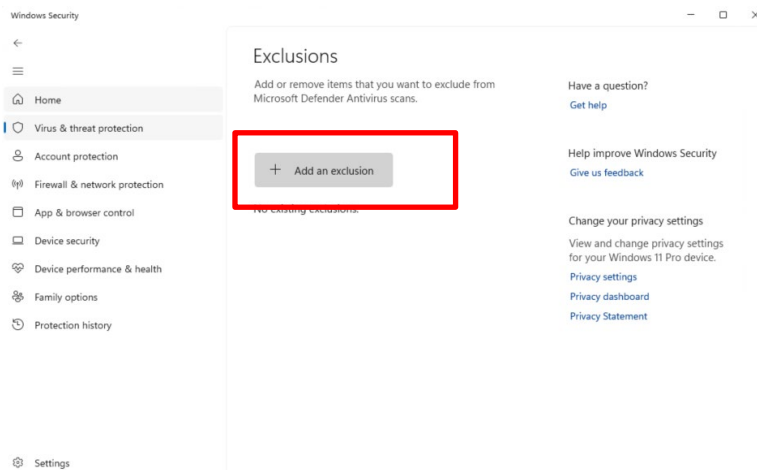 Windows Security
Home
Virus & threat protection
Account protection
Firewall & network protection
App & browser control
Device security
Device performance & health
Family options
Protection history
Settings
Exclusions
Add or remove items that you want to exclude from
Microsoft Defender Antivirus scans.
Add an exclusion
No existing exclusions.
Have a question?
Get help
Help improve Windows Security
Give us feedback
Change your privacy settings
View and change privacy settings
for your Windows 11 Pro device.
Privacy settings
Privacy dashboard
Privacy Statement